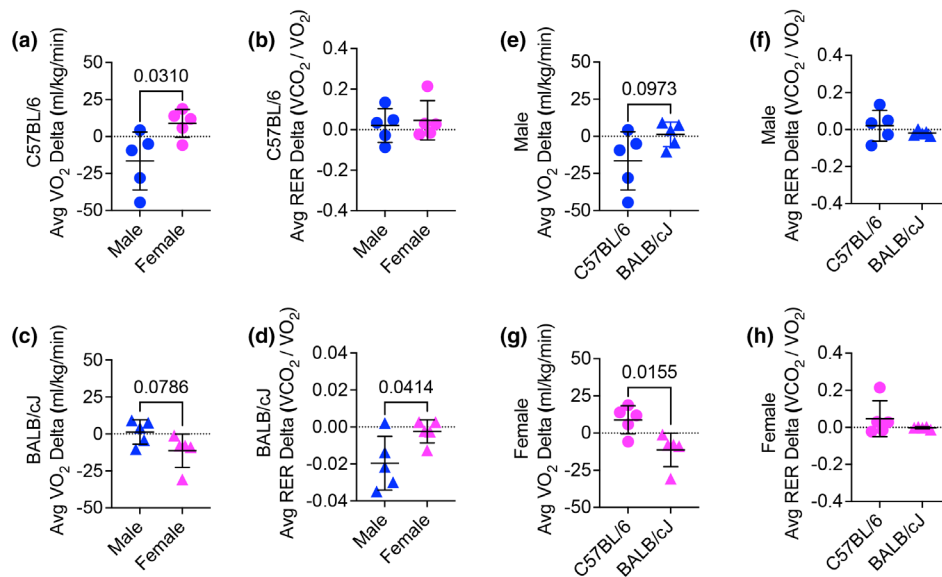 (a)
C57BL/6
Avg VO2 Delta (ml/kg/min)
50
25
0
-25
-50
0.0310
Male
Female
(b)
C57BL/6
Avg RER Delta (VCO2 / VO2)
0.4
0.2
0.0
-0.2
-0.4
Male
Female
(e)
Male
Avg VO2 Delta (ml/kg/min)
50
25
0
-25
-50
0.0973
C57BL/6
BALB/cJ
(f)
Male
Avg RER Delta (VCO2 / VO2)
0.4
0.2
0.0
-0.2
-0.4
C57BL/6
BALB/cJ
(c)
BALB/cJ
Avg VO2 Delta (ml/kg/min)
50
25
0
-25
-50
0.0786
Male
Female
(d)
BALB/cJ
Avg RER Delta (VCO2 / VO2)
0.04
0.02
0.00
-0.02
-0.04
0.0414
Male
Female
(g)
Female
Avg VO2 Delta (ml/kg/min)
50
25
0
-25
-50
0.0155
C57BL/6
BALB/cJ
(h)
Female
Avg RER Delta (VCO2 / VO2)
0.4
0.2
0.0
-0.2
-0.4
C57BL/6
BALB/cJ